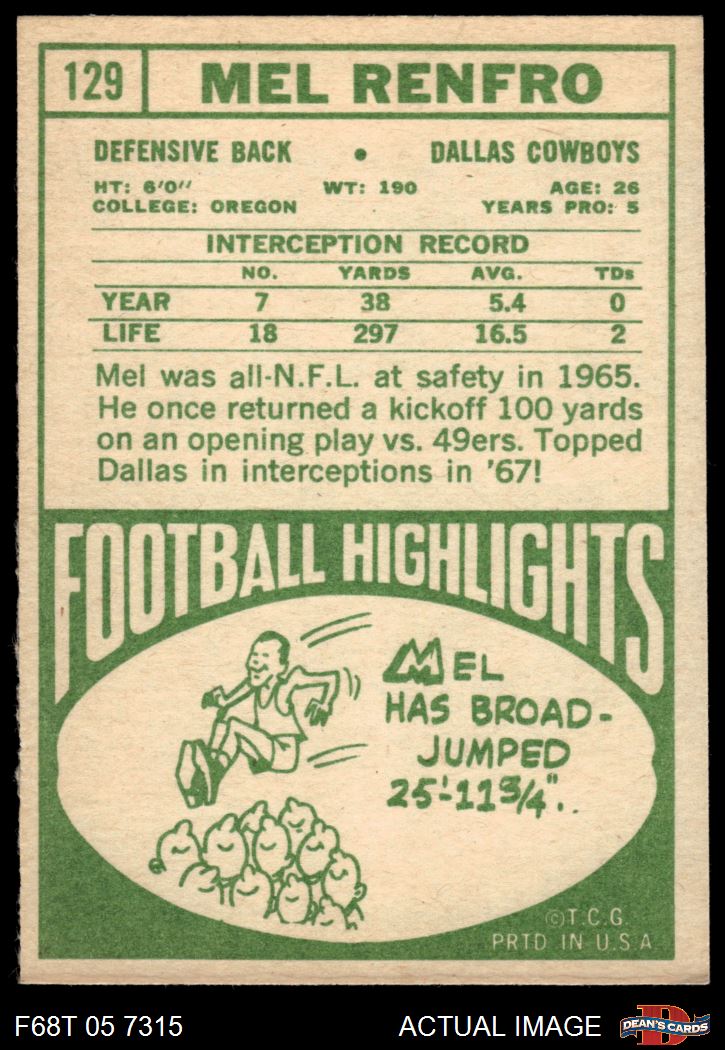 129 MEL RENFRO
DEFENSIVE BACK • DALLAS COWBOYS
HT: 6'0" WT: 190 AGE: 26
COLLEGE: OREGON YEARS PRO: 5
INTERCEPTION RECORD
NO. YARDS AVG. TDs
YEAR 7 38 5.4 0
LIFE 18 297 16.5 2
Mel was all-N.F.L. at safety in 1965.
He once returned a kickoff 100 yards
on an opening play vs. 49ers. Topped
Dallas in interceptions in '67!
FOOTBALL HIGHLIGHTS
MEL
HAS BROAD-
JUMPED
25'-11 3/4"..
©T.C.G.
PRTD IN U.S.A
F68T 05 7315 ACTUAL IMAGE DEAN'S CARDS